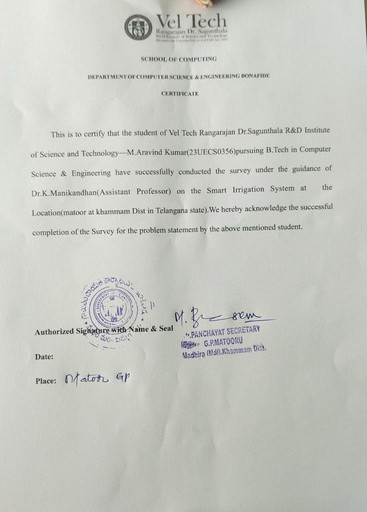 Vel Tech
Rangarajan Dr. Sagunthala
SCHOOL OF COMPUTING
DEPARTMENT OF COMPUTER SCIENCE & ENGINEERING BONAFIDE
CERTIFICATE
This is to certify that the student of Vel Tech Rangarajan Dr.Sagunthala R&D Institute
of Science and Technology—M.Aravind Kumar(23UECS0356)pursuing B.Tech in Computer
Science & Engineering have successfully conducted the survey under the guidance of
Dr.K.Manikandhan(Assistant Professor) on the Smart Irrigation System at the
Location(matoor at khammam Dist in Telangana state).We hereby acknowledge the successful
completion of the Survey for the problem statement by the above mentioned student.
Authorized Signature with Name & Seal
PANCHAYAT SECRETARY
G.P.MATOORU
Madhira (Mdl).Khammam Dist.
Date:
Place: Matoor GP